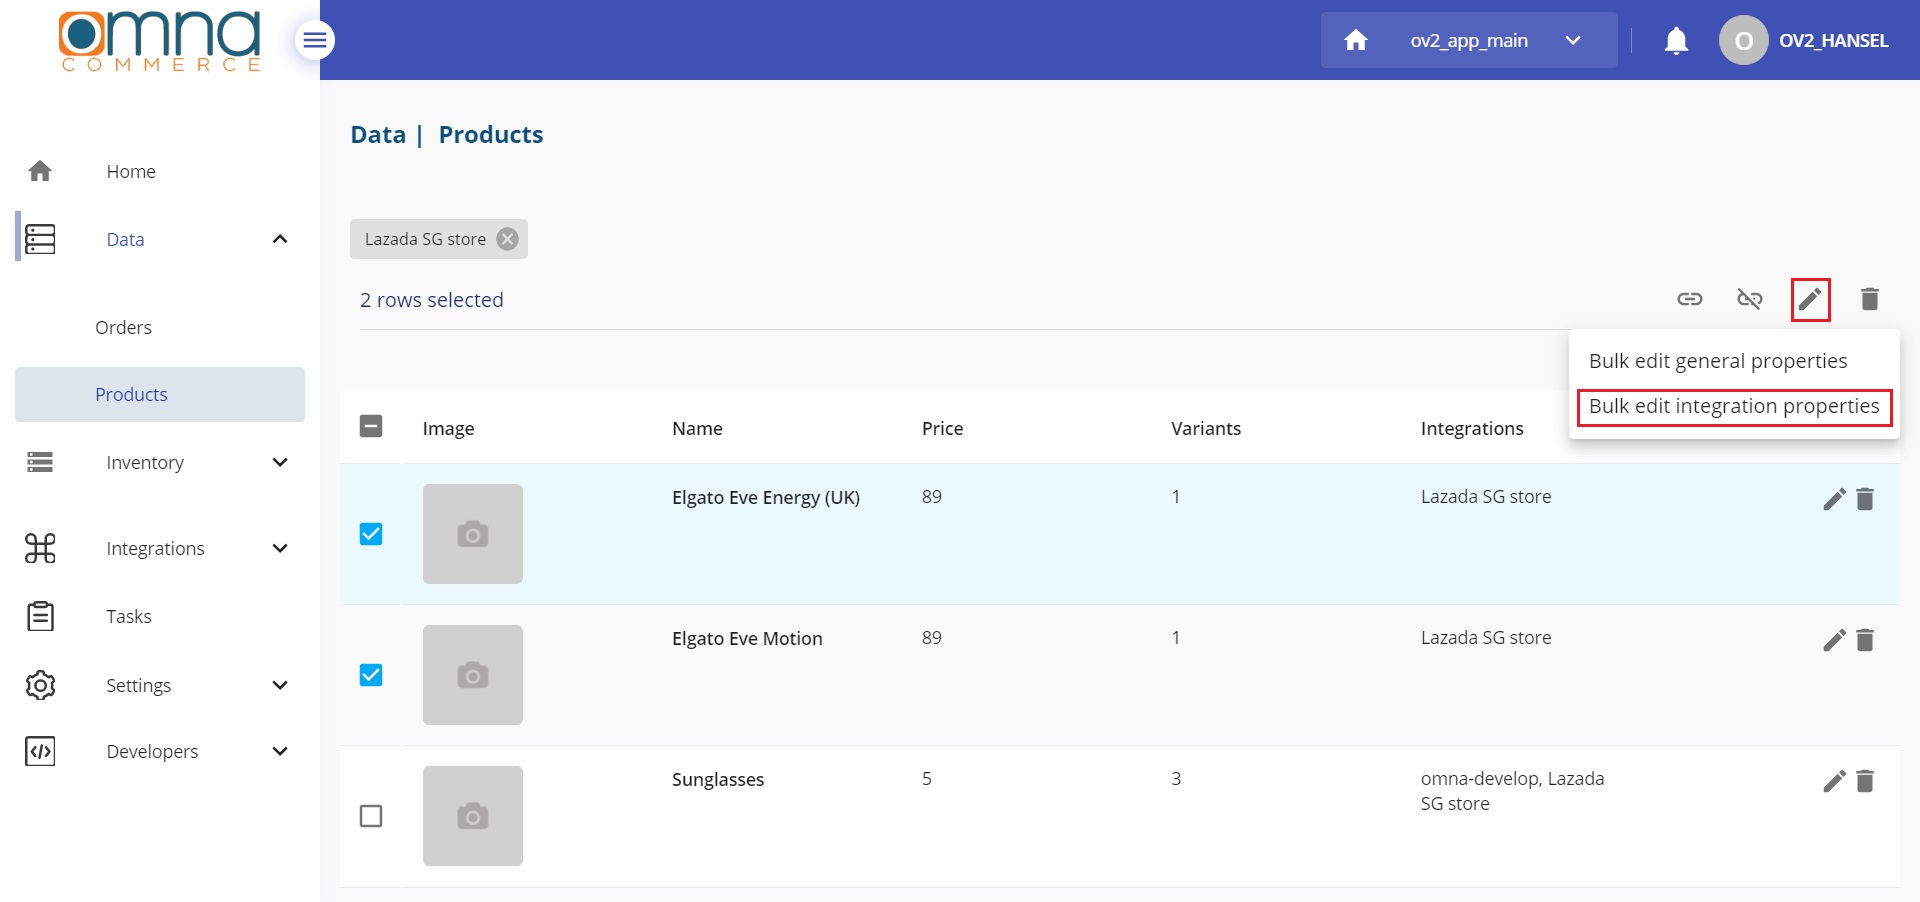 omna
COMMERCE
ov2_app_main
O
OV2_HANSEL
Home
Data
Orders
Products
Inventory
Integrations
Tasks
Settings
Developers
Data | Products
Lazada SG store
2 rows selected
Bulk edit general properties
Bulk edit integration properties
Image Name Price Variants Integrations
Elgato Eve Energy (UK) 89 1 Lazada SG store
Elgato Eve Motion 89 1 Lazada SG store
Sunglasses 5 3 omna-develop, Lazada
SG store